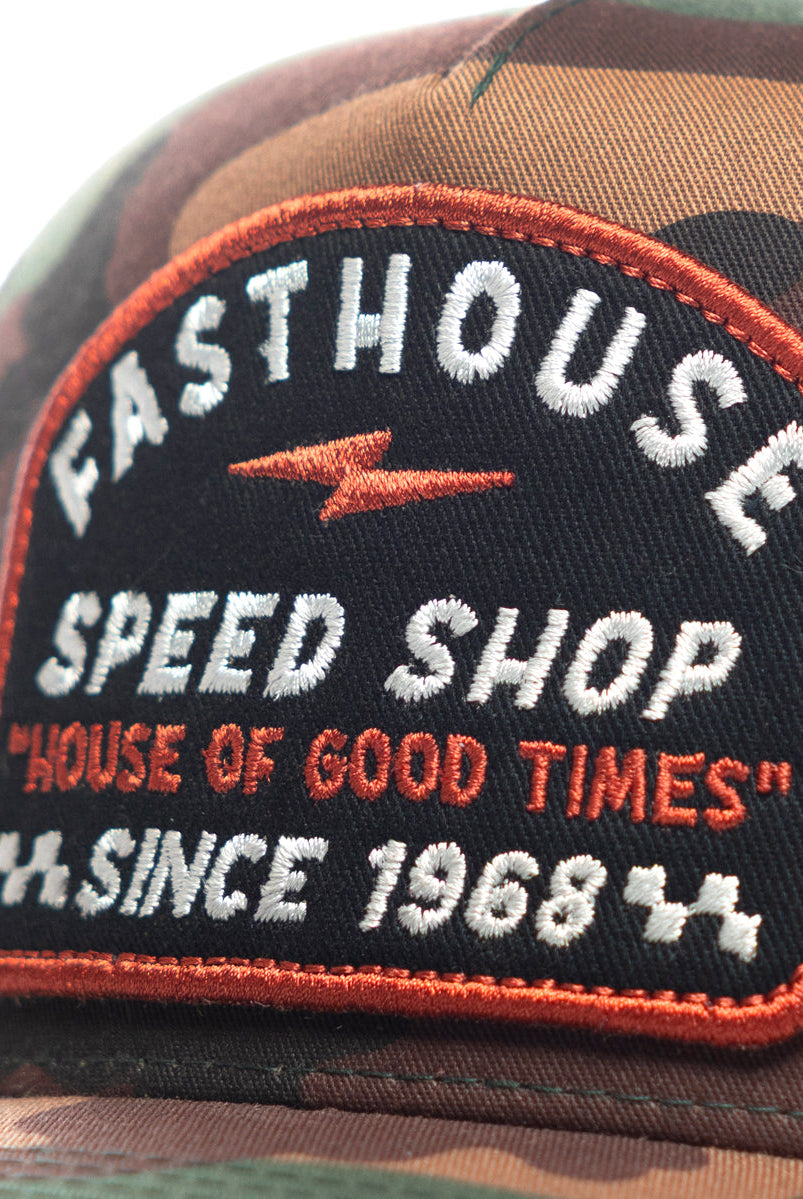 FASTHOUSE
SPEED SHOP
"HOUSE OF GOOD TIMES"
SINCE 1968